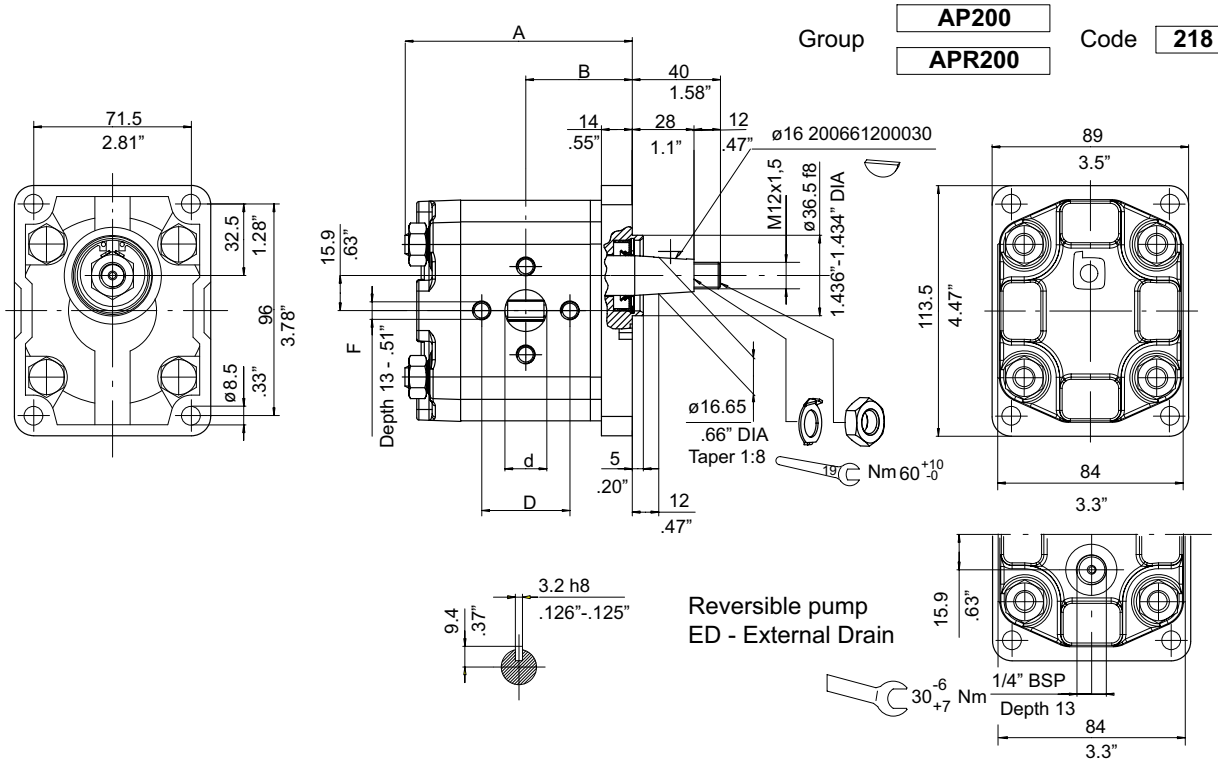 Group
AP200
APR200
Code 218
71.5
2.81”
32.5
1.28”
96
3.78”
ø8.5
.33”
A
B
40
1.58”
14
.55”
28
1.1”
12
.47”
ø16 200661200030
M12x1,5
ø36.5 f8
1.436”-1.434” DIA
15.9
.63”
F
Depth 13 - .51”
d
D
5
.20”
12
.47”
ø16.65
.66” DIA
Taper 1:8
19
Nm 60 +10 -0
89
3.5”
113.5
4.47”
84
3.3”
3.2 h8
.126”-.125”
9.4
.37”
Reversible pump
ED - External Drain
30 -6 +7 Nm
15.9
.63”
1/4” BSP
Depth 13
84
3.3”